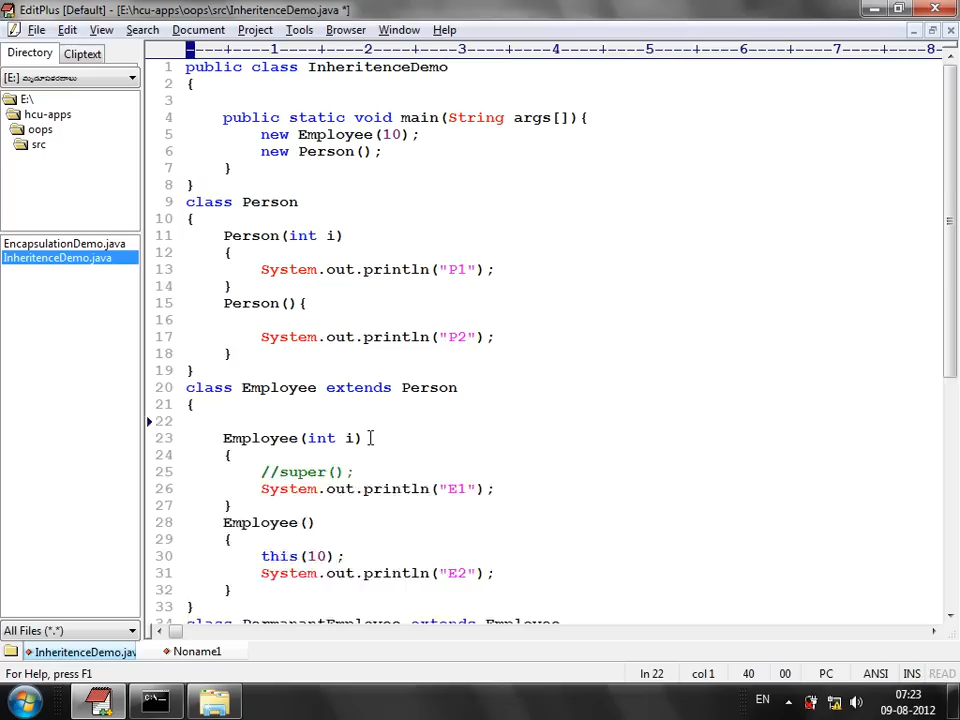 EditPlus [Default] - [E:\hcu-apps\oops\src\InheritenceDemo.java *]
File Edit View Search Document Project Tools Browser Window Help
Directory Cliptext
----+----1----+----2----+----3----+----4----+----5----+----6----+----7----+----8--
[E:]
E:\
hcu-apps
oops
src
EncapsulationDemo.java
InheritenceDemo.java
All Files (*.*)
1 public class InheritenceDemo
2 {
3
4 public static void main(String args[]){
5 new Employee(10);
6 new Person();
7 }
8 }
9 class Person
10 {
11 Person(int i)
12 {
13 System.out.println("P1");
14 }
15 Person(){
16
17 System.out.println("P2");
18 }
19 }
20 class Employee extends Person
21 {
22
23 Employee(int i)
24 {
25 //super();
26 System.out.println("E1");
27 }
28 Employee()
29 {
30 this(10);
31 System.out.println("E2");
32 }
33 }
34 class PermanantEmployee extends Employee
InheritenceDemo.jav Noname1
For Help, press F1 ln 22 col 1 40 00 PC ANSI INS READ
EN 07:23
09-08-2012